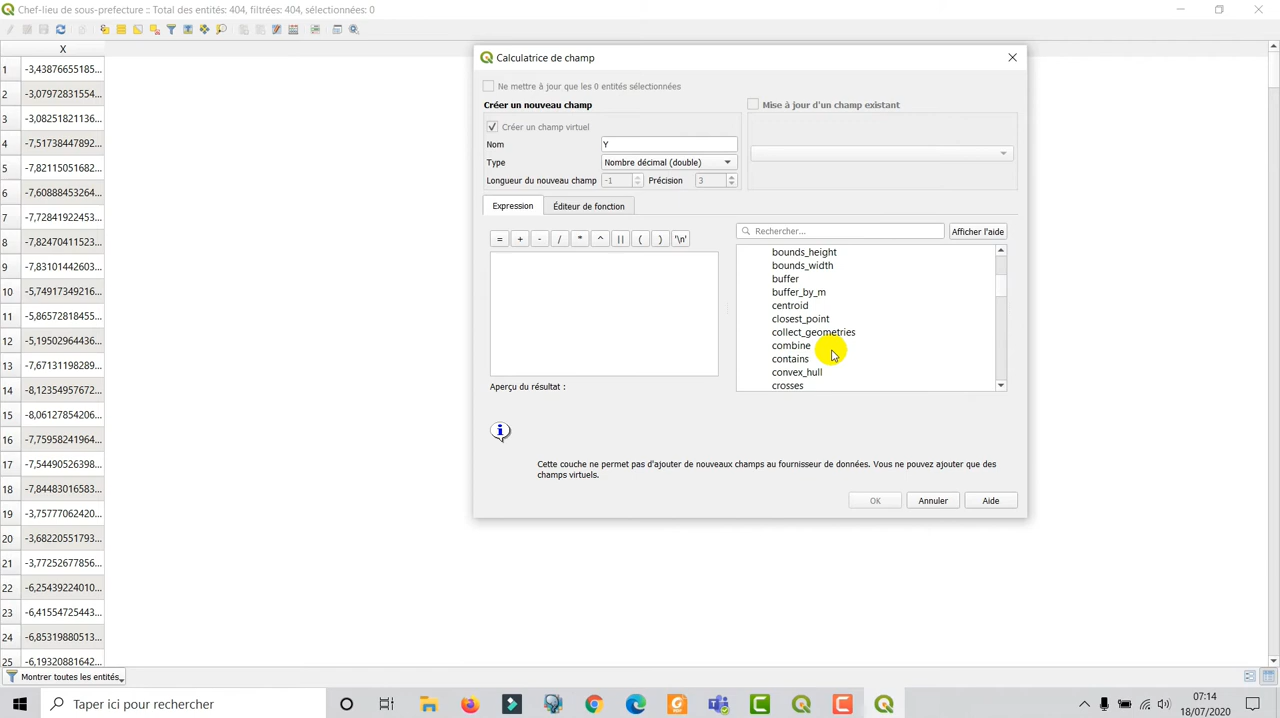 Chef-lieu de sous-prefecture :: Total des entités: 404, filtrées: 404, sélectionnées: 0
X
1 -3,43876655185...
2 -3,07972831554...
3 -3,08251821136...
4 -7,51738447892...
5 -7,82115051682...
6 -7,60888453264...
7 -7,72841922453...
8 -7,82470411523...
9 -7,83101442603...
10 -5,74917349216...
11 -5,86572818455...
12 -5,19502964436...
13 -7,67131198289...
14 -8,12354957672...
15 -8,06127854206...
16 -7,75958241964...
17 -7,54490526398...
18 -7,84483016583...
19 -3,75777062420...
20 -3,68220551793...
21 -3,77252677856...
22 -6,25439224010...
23 -6,41554725443...
24 -6,85319880513...
25 -6,19320881642...
Calculatrice de champ
Ne mettre à jour que les 0 entités sélectionnées
Créer un nouveau champ
Mise à jour d'un champ existant
Créer un champ virtuel
Nom Y
Type Nombre décimal (double)
Longueur du nouveau champ -1 Précision 3
Expression Éditeur de fonction
= + - / * ^ || ( ) '\n'
Rechercher... Afficher l'aide
bounds_height
bounds_width
buffer
buffer_by_m
centroid
closest_point
collect_geometries
combine
contains
convex_hull
crosses
Aperçu du résultat :
Cette couche ne permet pas d'ajouter de nouveaux champs au fournisseur de données. Vous ne pouvez ajouter que des
champs virtuels.
OK Annuler Aide
Montrer toutes les entités
Taper ici pour rechercher
07:14
18/07/2020